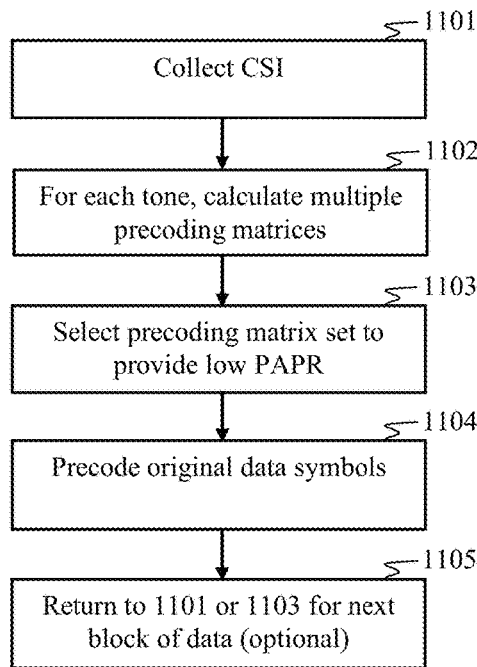 1101
Collect CSI
1102
For each tone, calculate multiple
precoding matrices
1103
Select precoding matrix set to
provide low PAPR
1104
Precode original data symbols
1105
Return to 1101 or 1103 for next
block of data (optional)